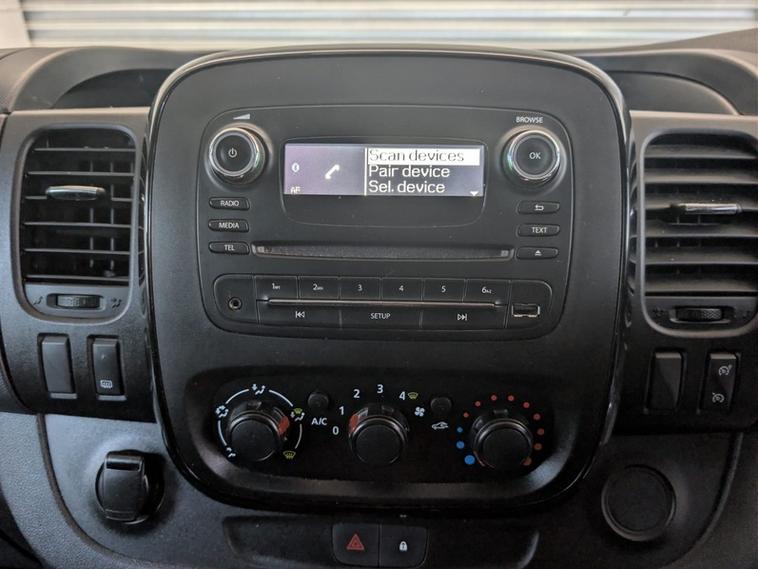 BROWSE
OK
Scan devices
Pair device
Sel. device
AF
RADIO
MEDIA
TEXT
TEL
1
2ABC
3
4
5
6
SETUP
A/C
0
1
2
3
4